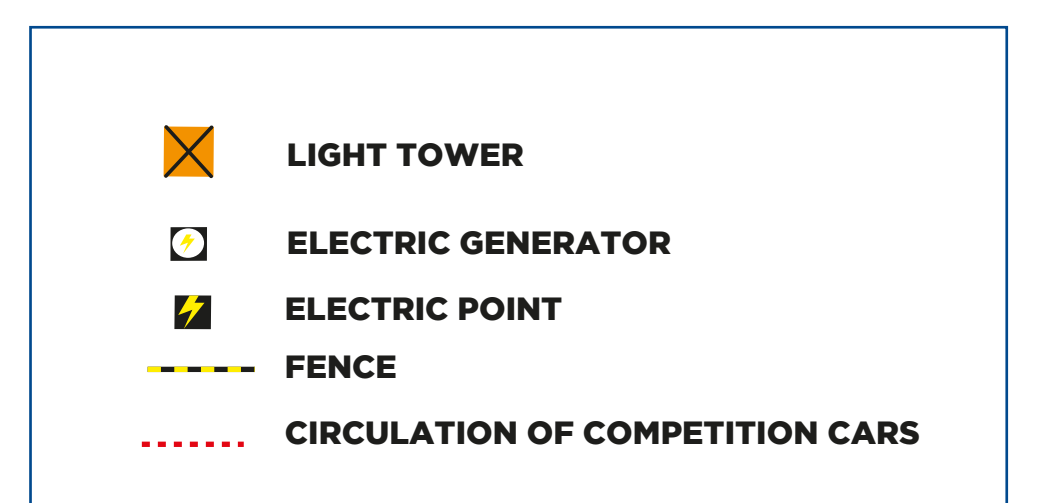 LIGHT TOWER
ELECTRIC GENERATOR
ELECTRIC POINT
FENCE
CIRCULATION OF COMPETITION CARS